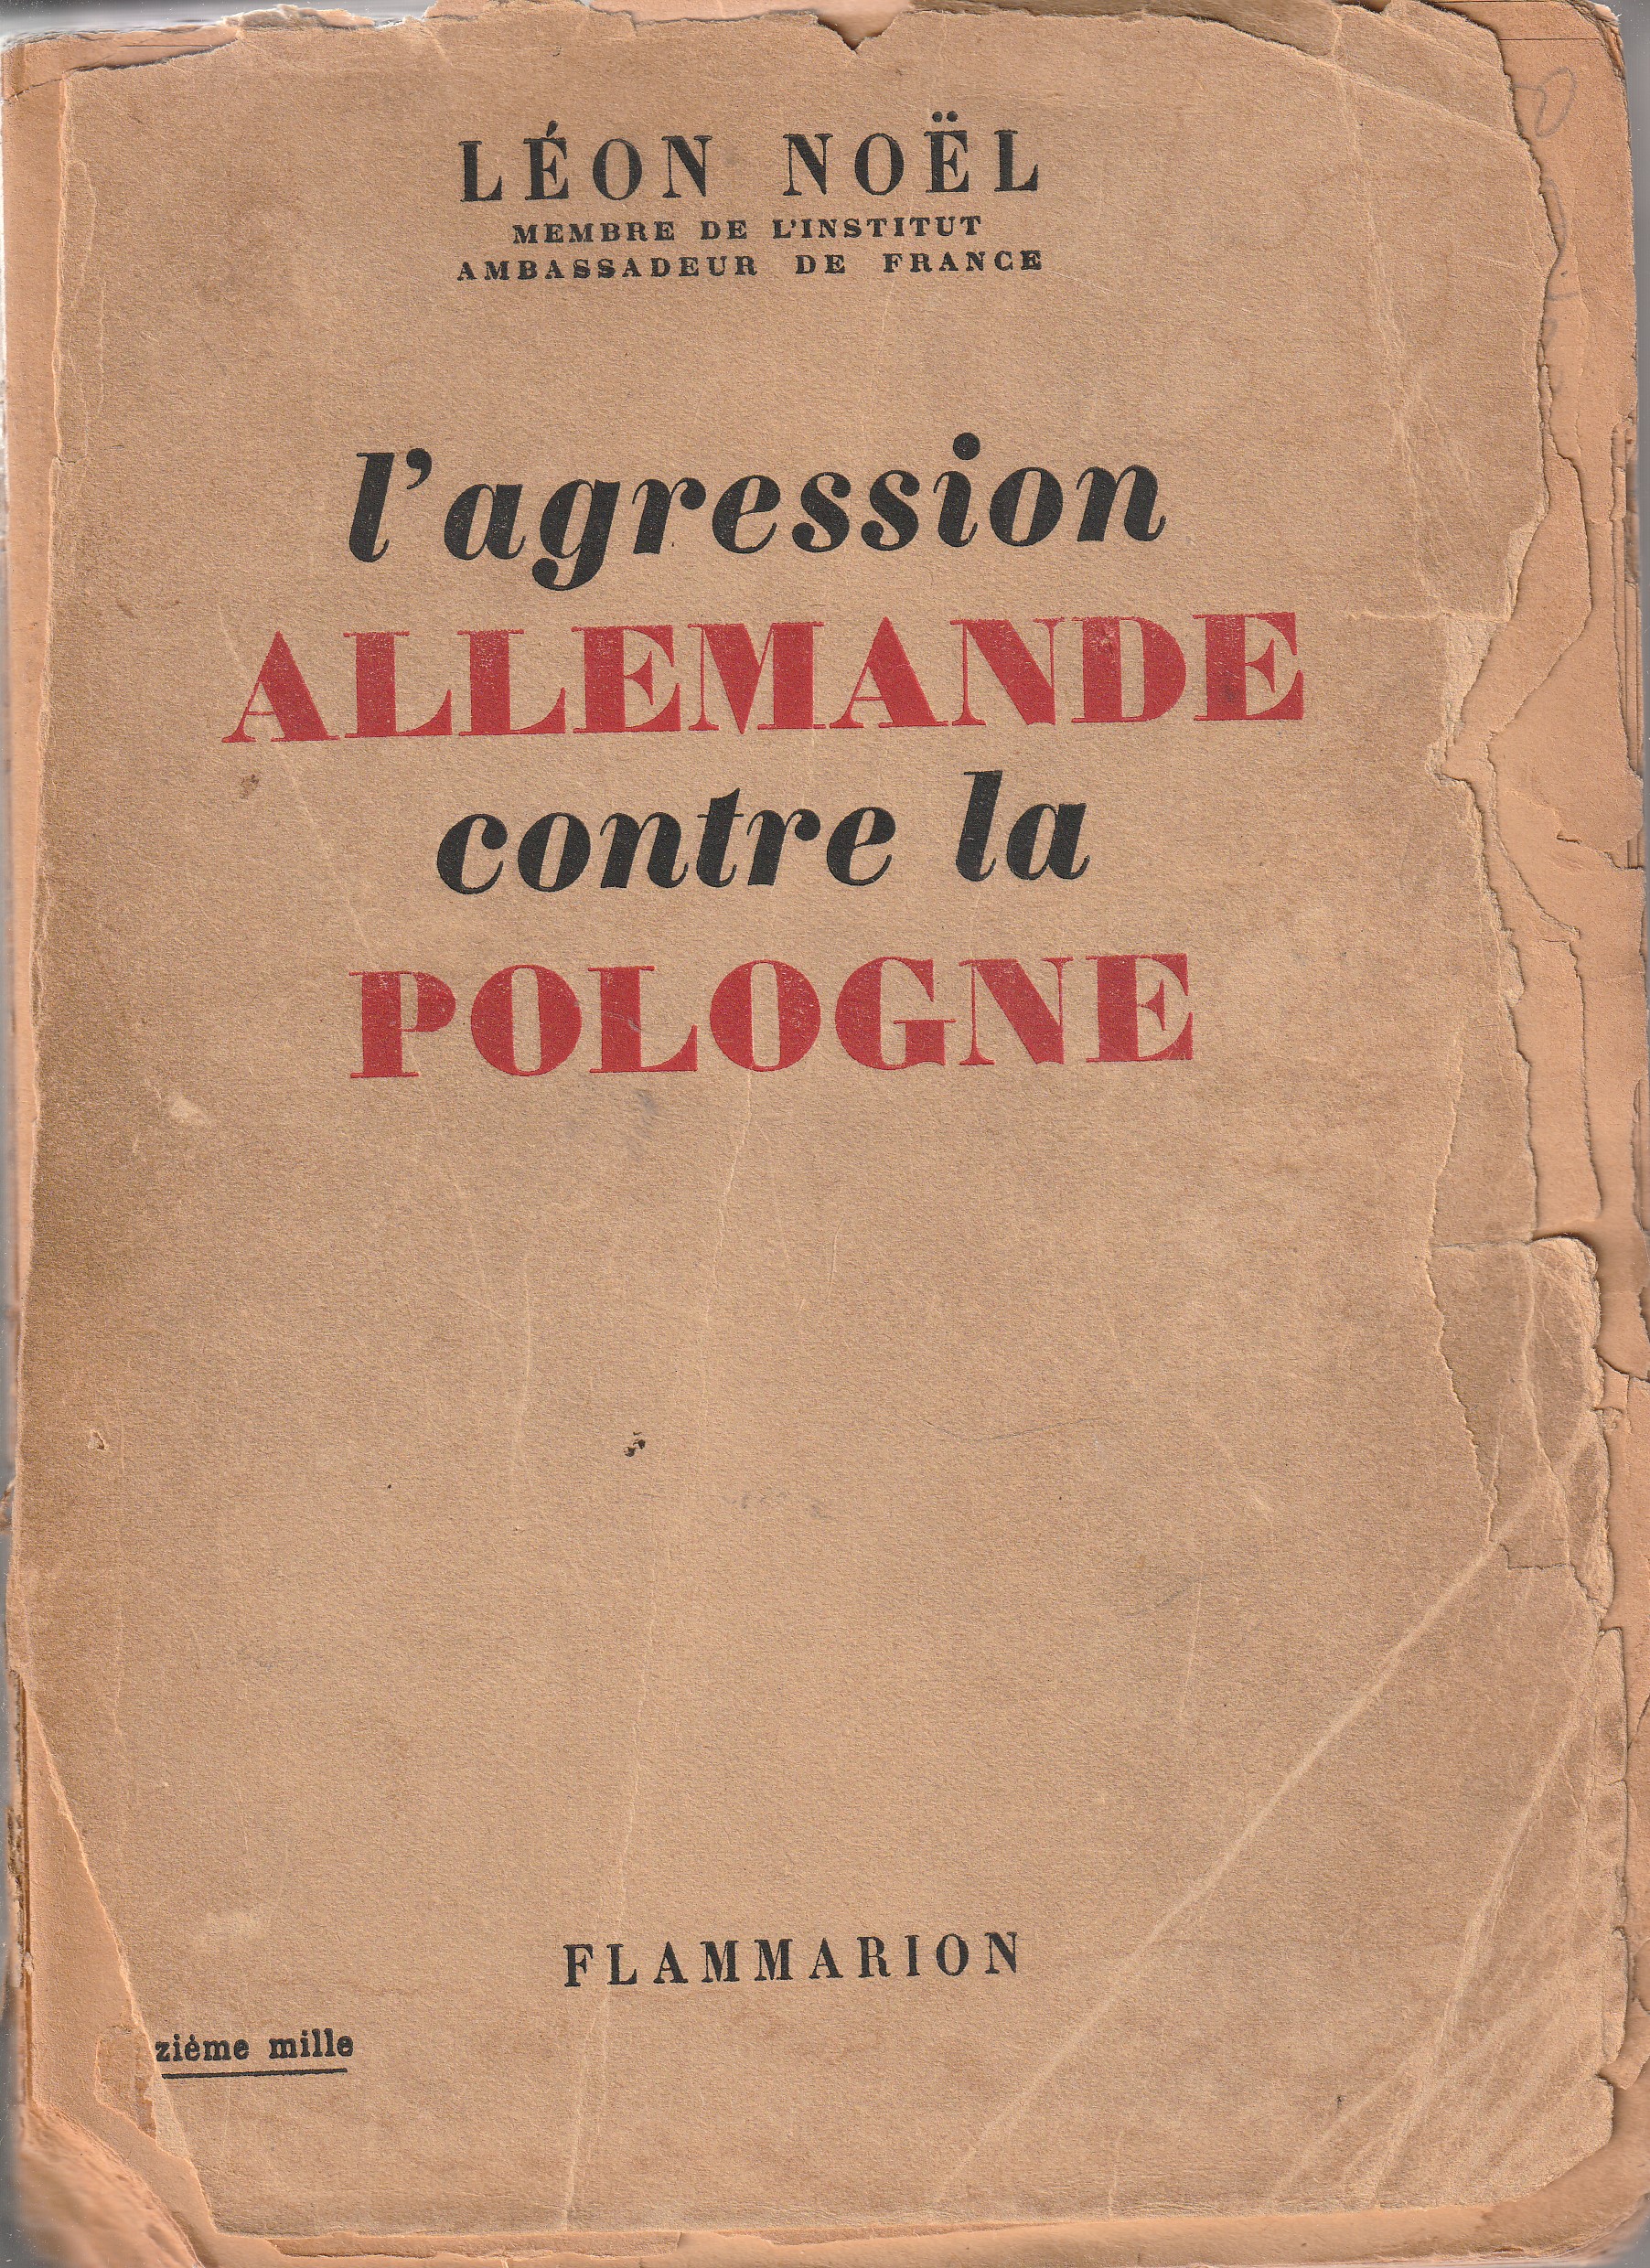 LÉON NOËL
MEMBRE DE L'INSTITUT
AMBASSADEUR DE FRANCE
l'agression
ALLEMANDE
contre la
POLOGNE
FLAMMARION
zième mille